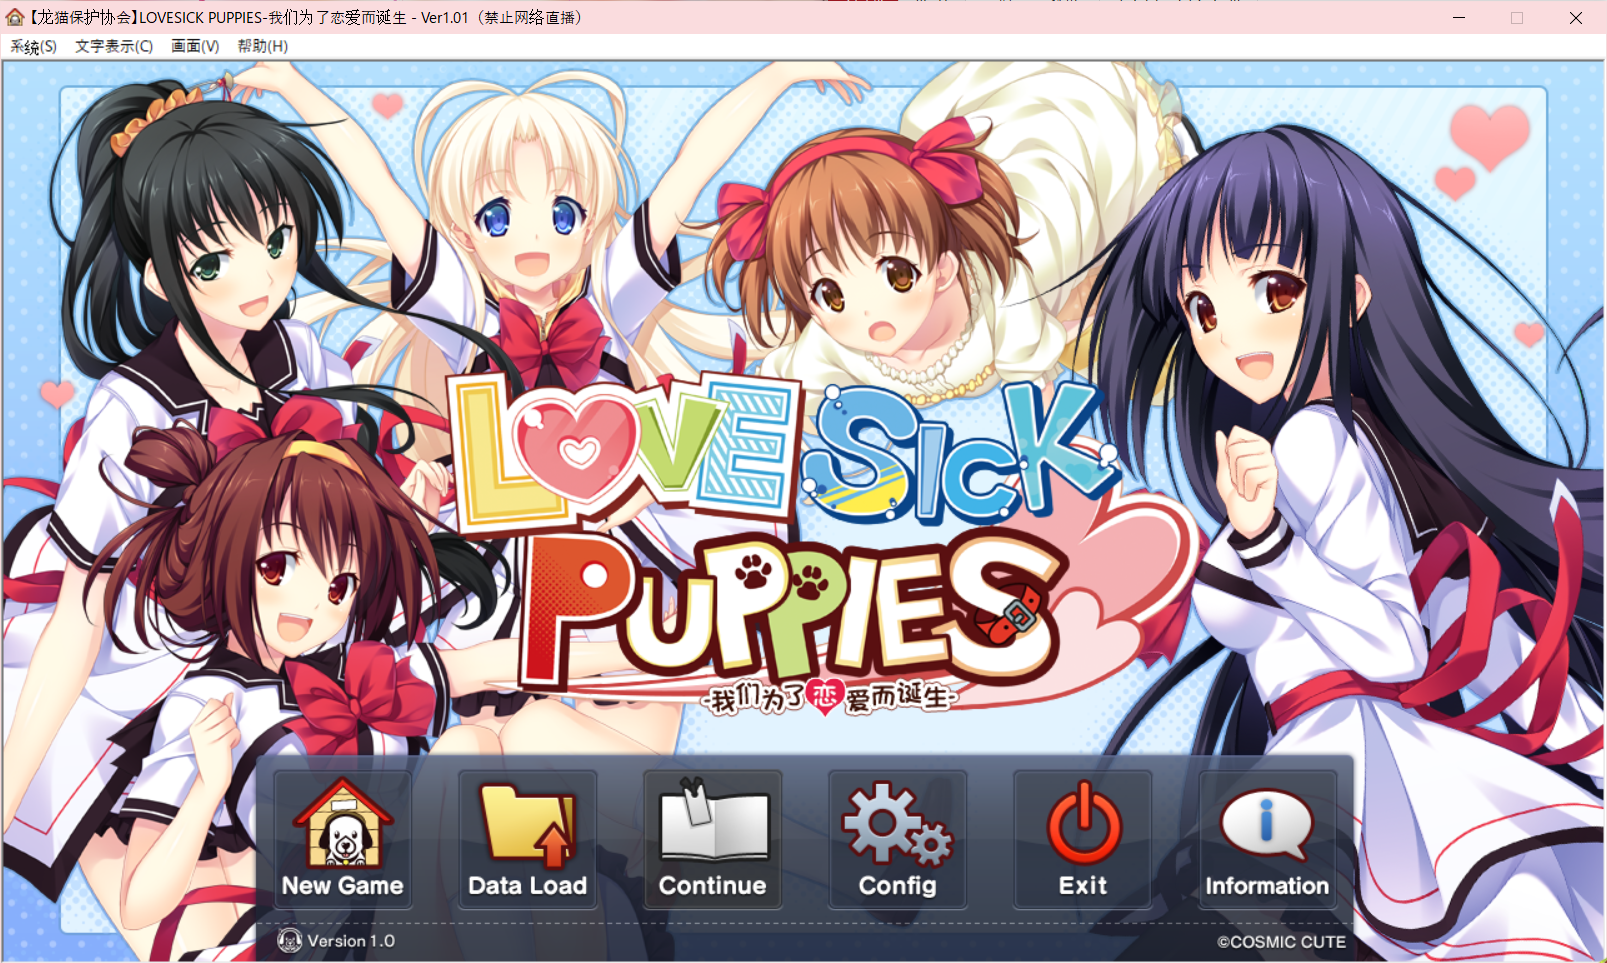 【龙猫保护协会】LOVESICK PUPPIES-我们为了恋爱而诞生 - Ver1.01（禁止网络直播）
系统(S) 文字表示(C) 画面(V) 帮助(H)
LOVE SICK
PUPPIES
-我们为了恋爱而诞生-
New Game Data Load Continue Config Exit Information
Version 1.0 ©COSMIC CUTE